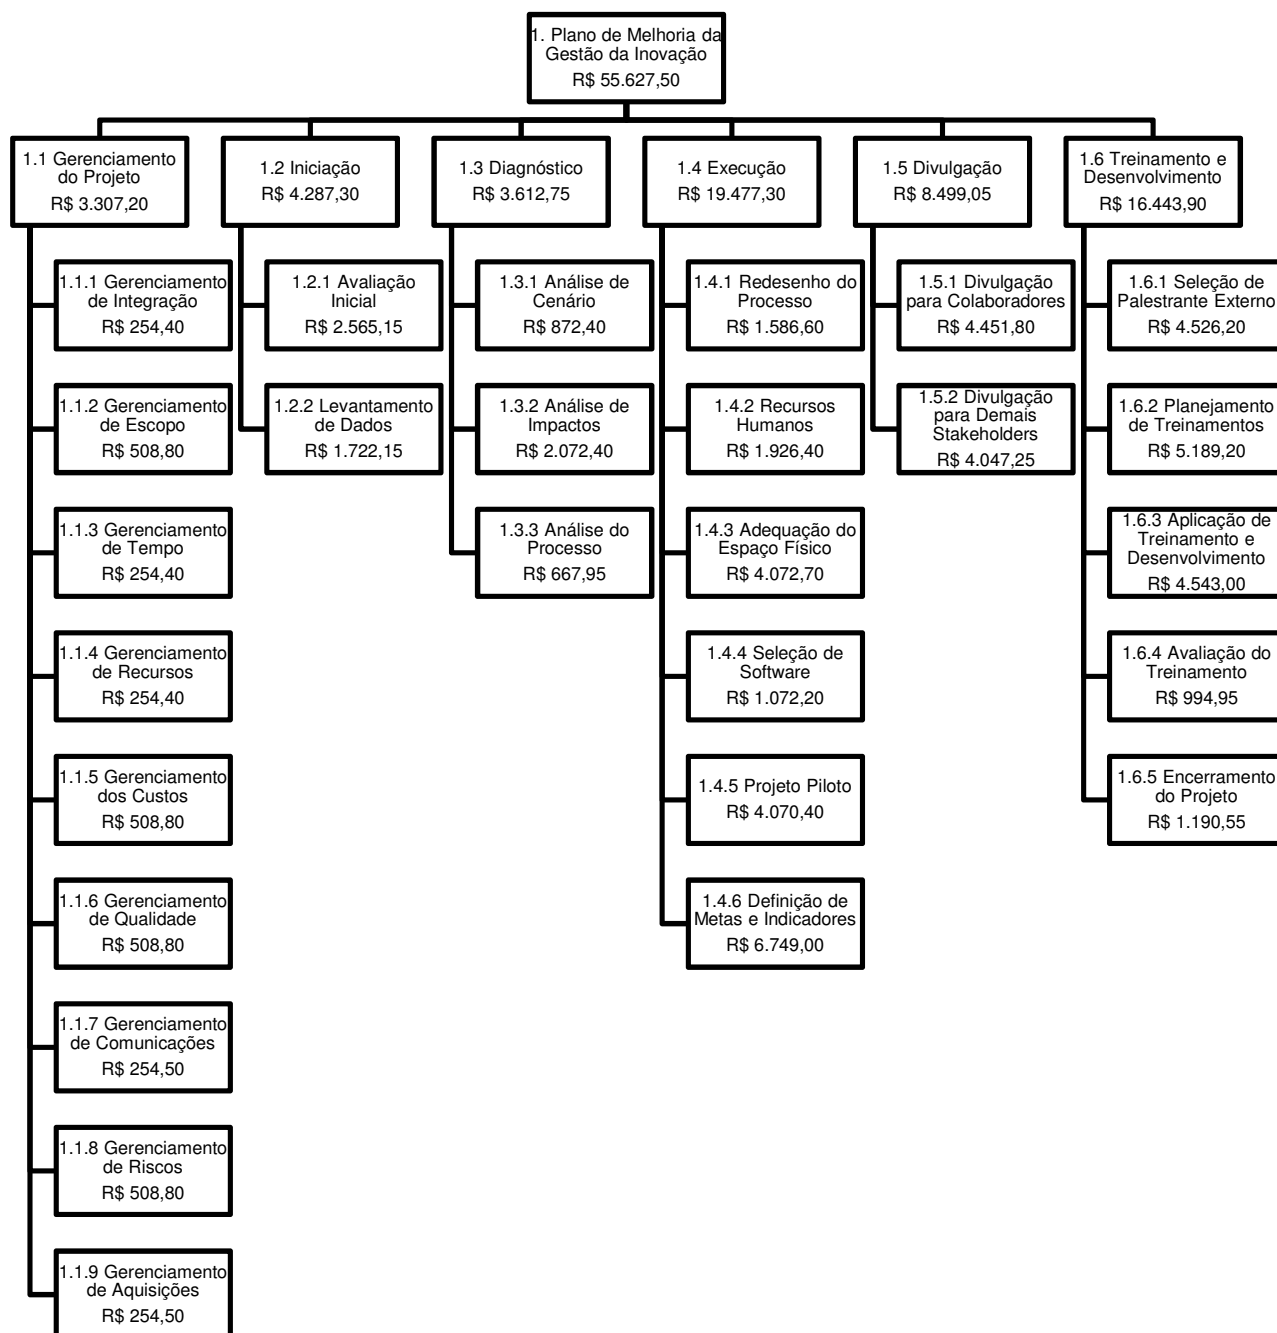 1. Plano de Melhoria da
Gestão da Inovação
R$ 55.627,50
1.1 Gerenciamento
do Projeto
R$ 3.307,20
1.2 Iniciação
R$ 4.287,30
1.3 Diagnóstico
R$ 3.612,75
1.4 Execução
R$ 19.477,30
1.5 Divulgação
R$ 8.499,05
1.6 Treinamento e
Desenvolvimento
R$ 16.443,90
1.1.1 Gerenciamento
de Integração
R$ 254,40
1.1.2 Gerenciamento
de Escopo
R$ 508,80
1.1.3 Gerenciamento
de Tempo
R$ 254,40
1.1.4 Gerenciamento
de Recursos
R$ 254,40
1.1.5 Gerenciamento
dos Custos
R$ 508,80
1.1.6 Gerenciamento
de Qualidade
R$ 508,80
1.1.7 Gerenciamento
de Comunicações
R$ 254,50
1.1.8 Gerenciamento
de Riscos
R$ 508,80
1.1.9 Gerenciamento
de Aquisições
R$ 254,50
1.2.1 Avaliação
Inicial
R$ 2.565,15
1.2.2 Levantamento
de Dados
R$ 1.722,15
1.3.1 Análise de
Cenário
R$ 872,40
1.3.2 Análise de
Impactos
R$ 2.072,40
1.3.3 Análise do
Processo
R$ 667,95
1.4.1 Redesenho do
Processo
R$ 1.586,60
1.4.2 Recursos
Humanos
R$ 1.926,40
1.4.3 Adequação do
Espaço Físico
R$ 4.072,70
1.4.4 Seleção de
Software
R$ 1.072,20
1.4.5 Projeto Piloto
R$ 4.070,40
1.4.6 Definição de
Metas e Indicadores
R$ 6.749,00
1.5.1 Divulgação
para Colaboradores
R$ 4.451,80
1.5.2 Divulgação
para Demais
Stakeholders
R$ 4.047,25
1.6.1 Seleção de
Palestrante Externo
R$ 4.526,20
1.6.2 Planejamento
de Treinamentos
R$ 5.189,20
1.6.3 Aplicação de
Treinamento e
Desenvolvimento
R$ 4.543,00
1.6.4 Avaliação do
Treinamento
R$ 994,95
1.6.5 Encerramento
do Projeto
R$ 1.190,55